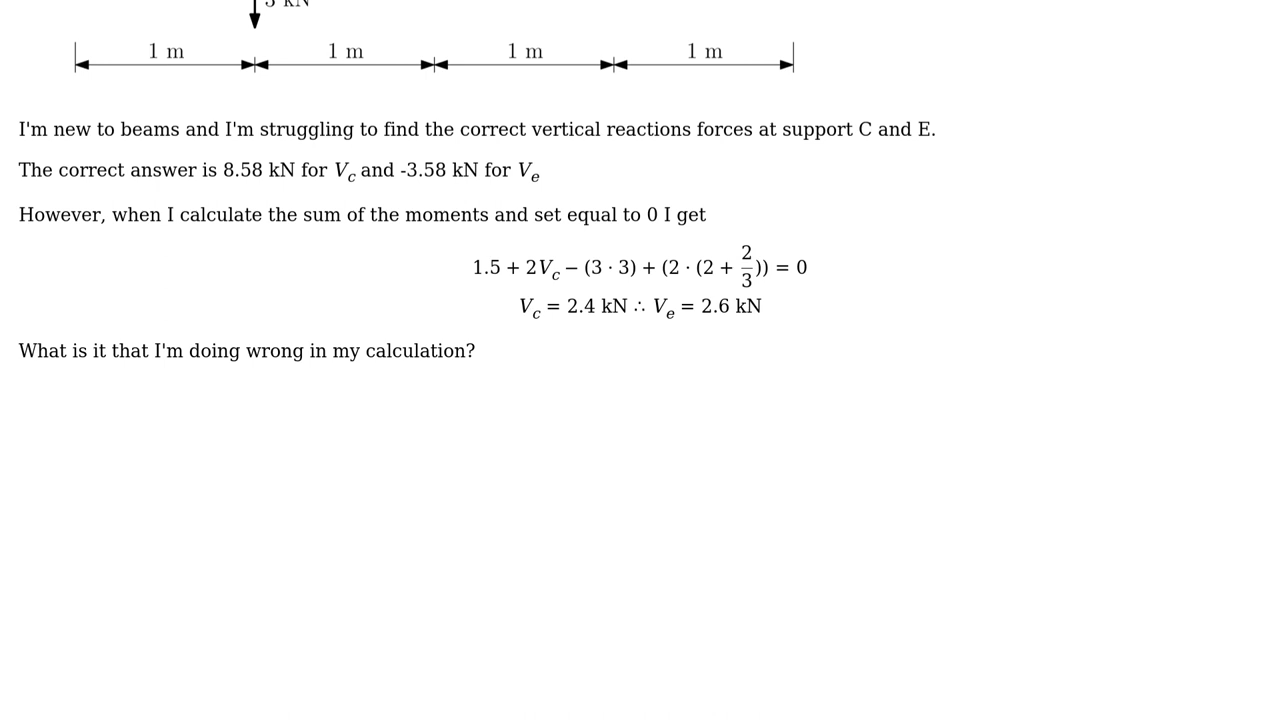 1 m 1 m 1 m 1 m
I'm new to beams and I'm struggling to find the correct vertical reactions forces at support C and E.
The correct answer is 8.58 kN for V_c and -3.58 kN for V_e
However, when I calculate the sum of the moments and set equal to 0 I get
1.5 + 2V_c − (3 · 3) + (2 · (2 + 2/3)) = 0
V_c = 2.4 kN ∴ V_e = 2.6 kN
What is it that I'm doing wrong in my calculation?